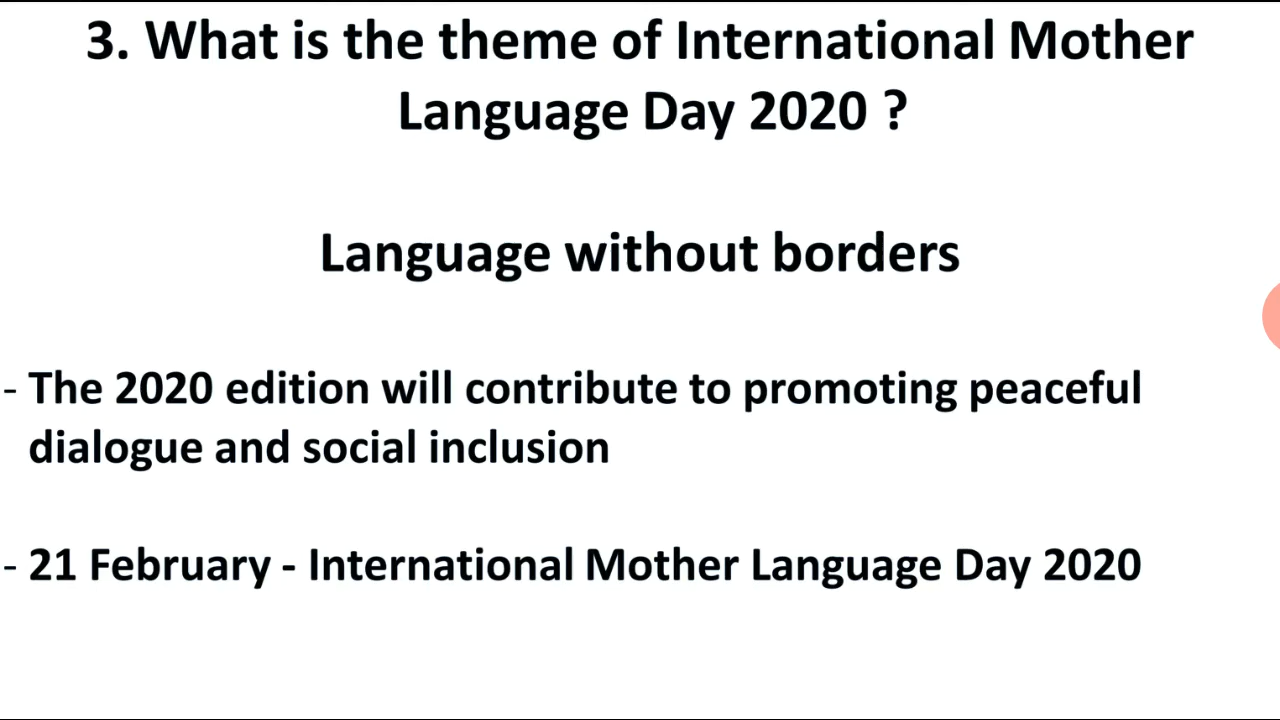 3. What is the theme of International Mother
Language Day 2020 ?
Language without borders
- The 2020 edition will contribute to promoting peaceful
dialogue and social inclusion
- 21 February - International Mother Language Day 2020